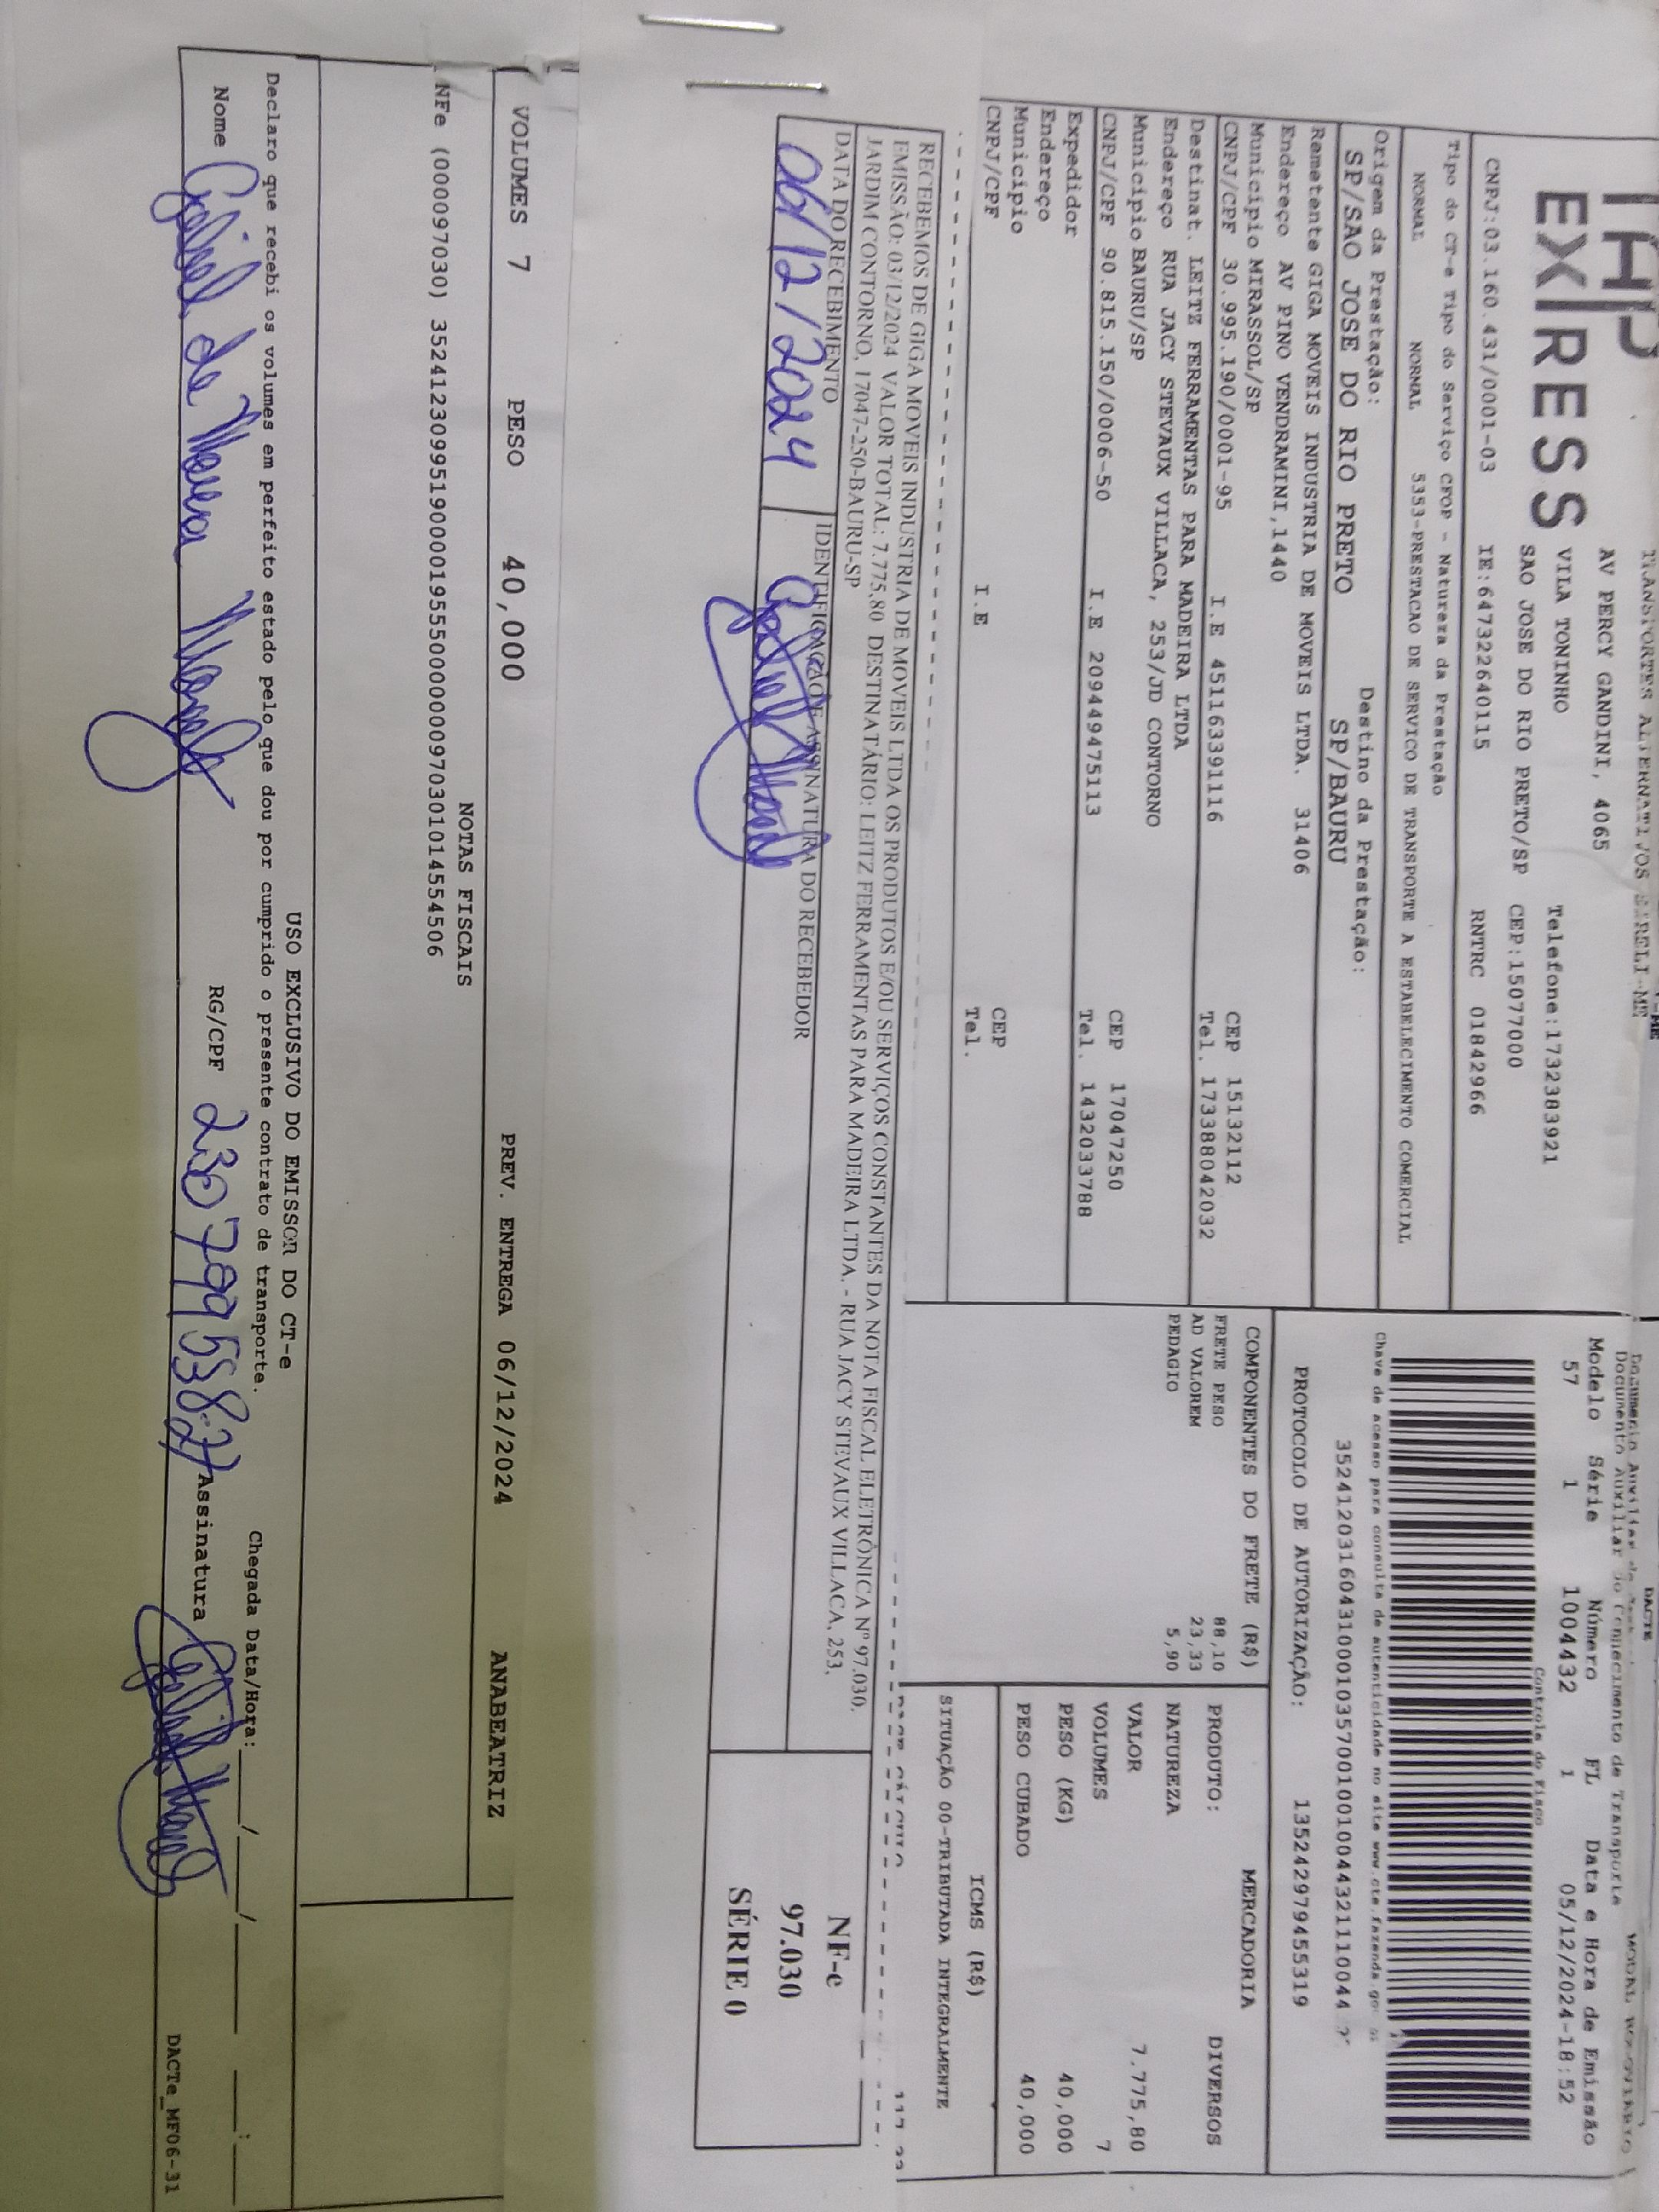 THP
EXPRESS
TRANSPORTES ALTERNATIVOS EIRELI-ME
AV PERCY GANDINI, 4065
VILA TONINHO Telefone:1732383921
SAO JOSE DO RIO PRETO/SP CEP:15077000
CNPJ:03.160.431/0001-03 IE:647322640115 RNTRC 01842966
Tipo do CT-e Tipo do Serviço CFOP - Natureza da Prestação
NORMAL NORMAL 5353-PRESTACAO DE SERVICO DE TRANSPORTE A ESTABELECIMENTO COMERCIAL
Origem da Prestação: Destino da Prestação:
SP/SAO JOSE DO RIO PRETO SP/BAURU
Remetente GIGA MOVEIS INDUSTRIA DE MOVEIS LTDA. 31406
Endereço AV PINO VENDRAMINI,1440
Município MIRASSOL/SP CEP 15132112
CNPJ/CPF 30.995.190/0001-95 I.E 451163391116 Tel. 17338804​2032
Destinat. LEITZ FERRAMENTAS PARA MADEIRA LTDA
Endereço RUA JACY STEVAUX VILLACA, 253/JD CONTORNO
Município BAURU/SP CEP 17047250
CNPJ/CPF 90.815.150/0006-50 I.E 209449475113 Tel. 1432033788
Expedidor
Endereço
Município CEP
CNPJ/CPF I.E Tel.
DACTE
Documento Auxiliar do Conhecimento de Transporte
Modelo Série Número FL Data e Hora de Emissão
57 1 1004432 1 05/12/2024-18:52
Controle do Fisco
Chave de acesso para consulta de autenticidade no site www.cte.fazenda.go
PROTOCOLO DE AUTORIZAÇÃO: 135242979455319
COMPONENTES DO FRETE (R$)
FRETE PESO 88,10
AD VALOREM 23,33
PEDAGIO 5,90
MERCADORIA
PRODUTO: DIVERSOS
NATUREZA
VALOR 7.775,80
VOLUMES 7
PESO (KG) 40,000
PESO CUBADO 40,000
ICMS (R$)
SITUAÇÃO 00-TRIBUTADA INTEGRALMENTE
RECEBEMOS DE GIGA MOVEIS INDUSTRIA DE MOVEIS LTDA OS PRODUTOS E/OU SERVIÇOS CONSTANTES DA NOTA FISCAL ELETRÔNICA Nº 97.030,
EMISSÃO: 03/12/2024 VALOR TOTAL: 7.775,80 DESTINATÁRIO: LEITZ FERRAMENTAS PARA MADEIRA LTDA. - RUA JACY STEVAUX VILLACA, 253,
JARDIM CONTORNO, 17047-250-BAURU-SP
DATA DO RECEBIMENTO IDENTIFICAÇÃO E ASSINATURA DO RECEBEDOR
06/12/2024
NF-e
97.030
SÉRIE 0
VOLUMES 7 PESO 40,000 PREV. ENTREGA 06/12/2024 ANABEATRIZ
NOTAS FISCAIS
NFe (000097030) 35241230995190000195550000000970301014554506
USO EXCLUSIVO DO EMISSOR DO CT-e
Declaro que recebi os volumes em perfeito estado pelo que dou por cumprido o presente contrato de transporte. Chegada Data/Hora: / / :
Nome Gabriel de RG/CPF Assinatura
DACTe_MF06-31